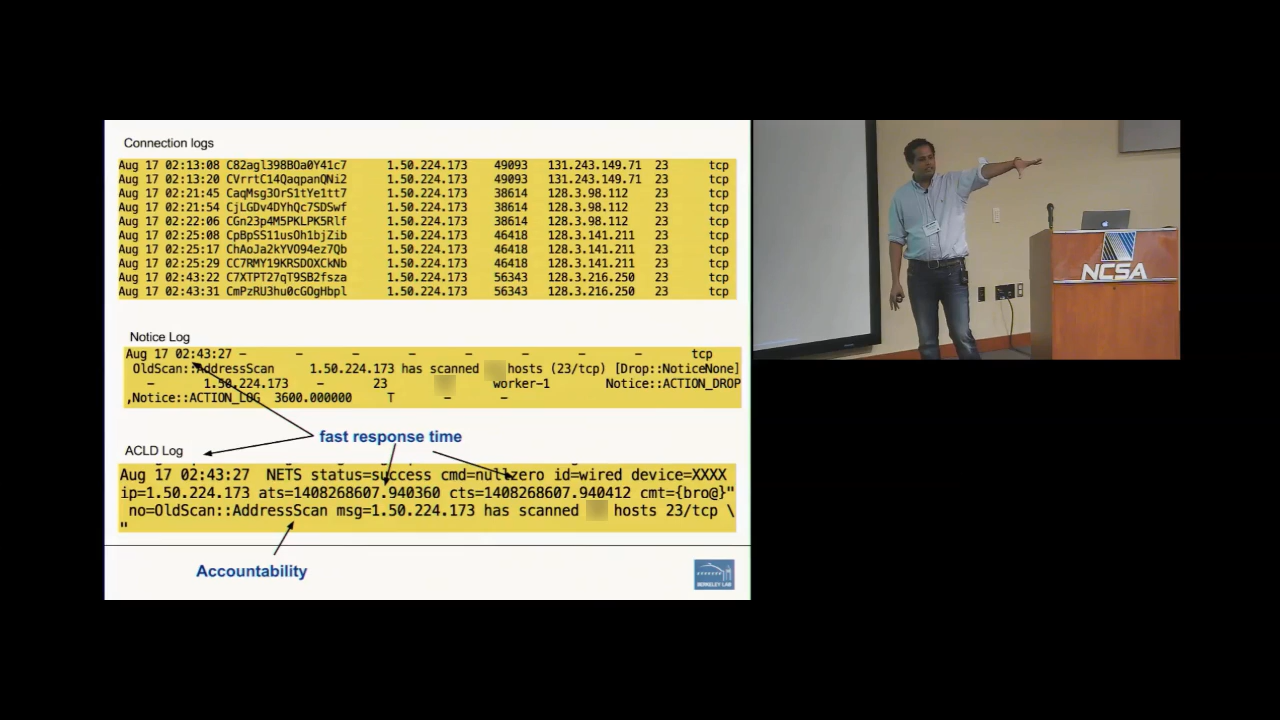 Connection logs
Aug 17 02:13:08 C82agl398BOa0Y41c7 1.50.224.173 49093 131.243.149.71 23 tcp
Aug 17 02:13:20 CVrrtC14QaqpanQNi2 1.50.224.173 49093 131.243.149.71 23 tcp
Aug 17 02:21:45 CaqMsg3OrS1tYe1tt7 1.50.224.173 38614 128.3.98.112 23 tcp
Aug 17 02:21:54 CjLGDv4DYhQc7SDSwf 1.50.224.173 38614 128.3.98.112 23 tcp
Aug 17 02:22:06 CGn23p4M5PKLPK5Rlf 1.50.224.173 38614 128.3.98.112 23 tcp
Aug 17 02:25:08 CpBpSS11usOh1bjZib 1.50.224.173 46418 128.3.141.211 23 tcp
Aug 17 02:25:17 ChAoJa2kYVO94ez7Qb 1.50.224.173 46418 128.3.141.211 23 tcp
Aug 17 02:25:29 CC7RMY19KRSDOXCkNb 1.50.224.173 46418 128.3.141.211 23 tcp
Aug 17 02:43:22 C7XTPT27qT9SB2fsza 1.50.224.173 56343 128.3.216.250 23 tcp
Aug 17 02:43:31 CmPzRU3hu0cGOgHbpl 1.50.224.173 56343 128.3.216.250 23 tcp
Notice Log
Aug 17 02:43:27 – – – – – – – – tcp
OldScan::AddressScan 1.50.224.173 has scanned hosts (23/tcp) [Drop::NoticeNone]
– 1.50.224.173 – 23 worker-1 Notice::ACTION_DROP
,Notice::ACTION_LOG 3600.000000 T – –
fast response time
ACLD Log
Aug 17 02:43:27 NETS status=success cmd=nullzero id=wired device=XXXX
ip=1.50.224.173 ats=1408268607.940360 cts=1408268607.940412 cmt={bro@}"
no=OldScan::AddressScan msg=1.50.224.173 has scanned hosts 23/tcp \
"
Accountability
BERKELEY LAB
NCSA